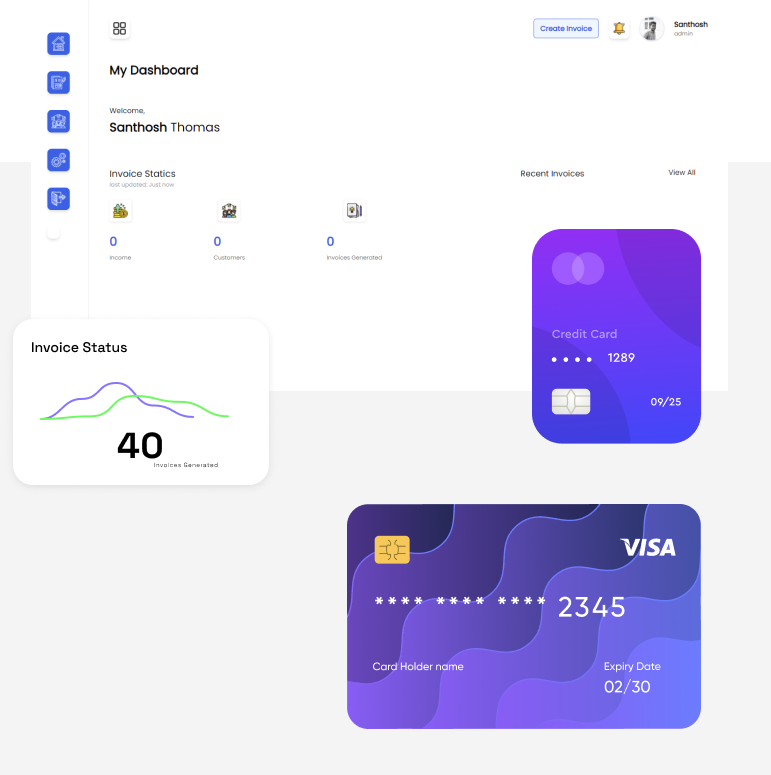 Create Invoice
Santhosh
admin
My Dashboard
Welcome,
Santhosh Thomas
Invoice Statics
last updated: Just now
Recent Invoices
View All
0
0
0
Income
Customers
Invoices Generated
Credit Card
•••• 1289
09/25
Invoice Status
40
Invoices Generated
VISA
**** **** **** 2345
Card Holder name
Expiry Date
02/30